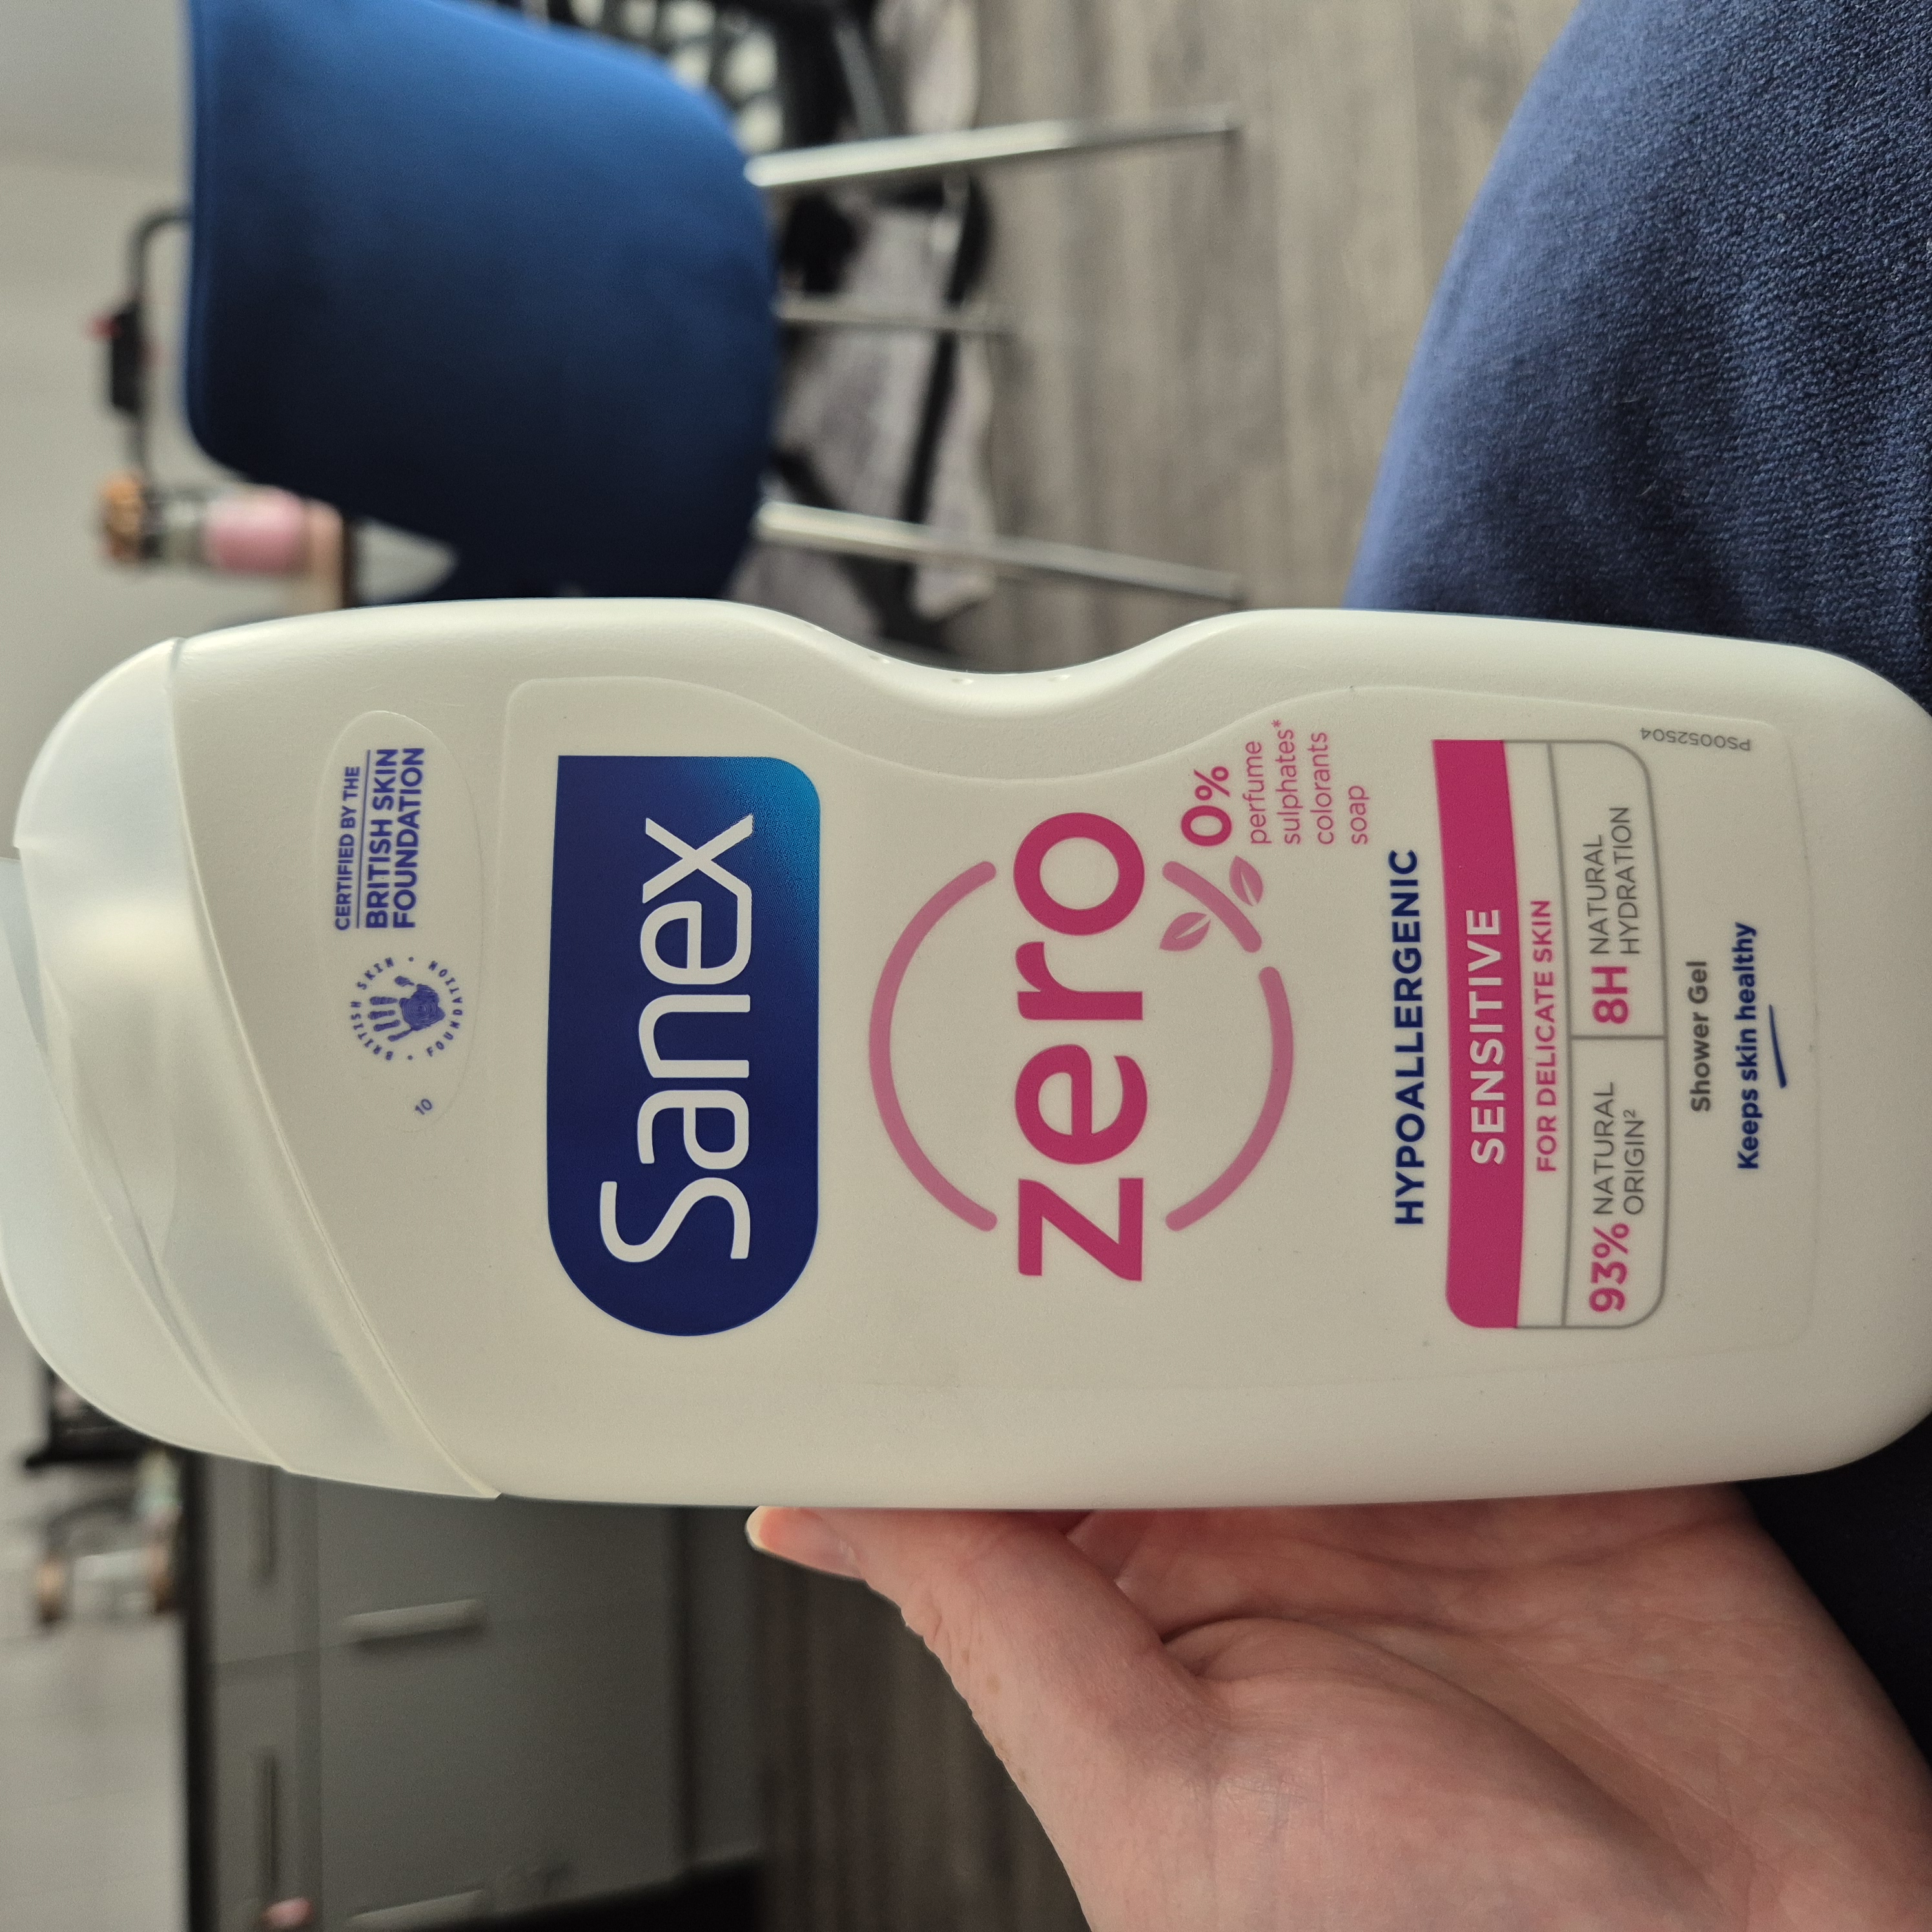 CERTIFIED BY THE
BRITISH SKIN
FOUNDATION
BRITISH SKIN • FOUNDATION •
10
Sanex
zero
%
0%
perfume
sulphates*
colorants
soap
HYPOALLERGENIC
SENSITIVE
FOR DELICATE SKIN
93% NATURAL
ORIGIN²
8H NATURAL
HYDRATION
Shower Gel
Keeps skin healthy
PS0052504